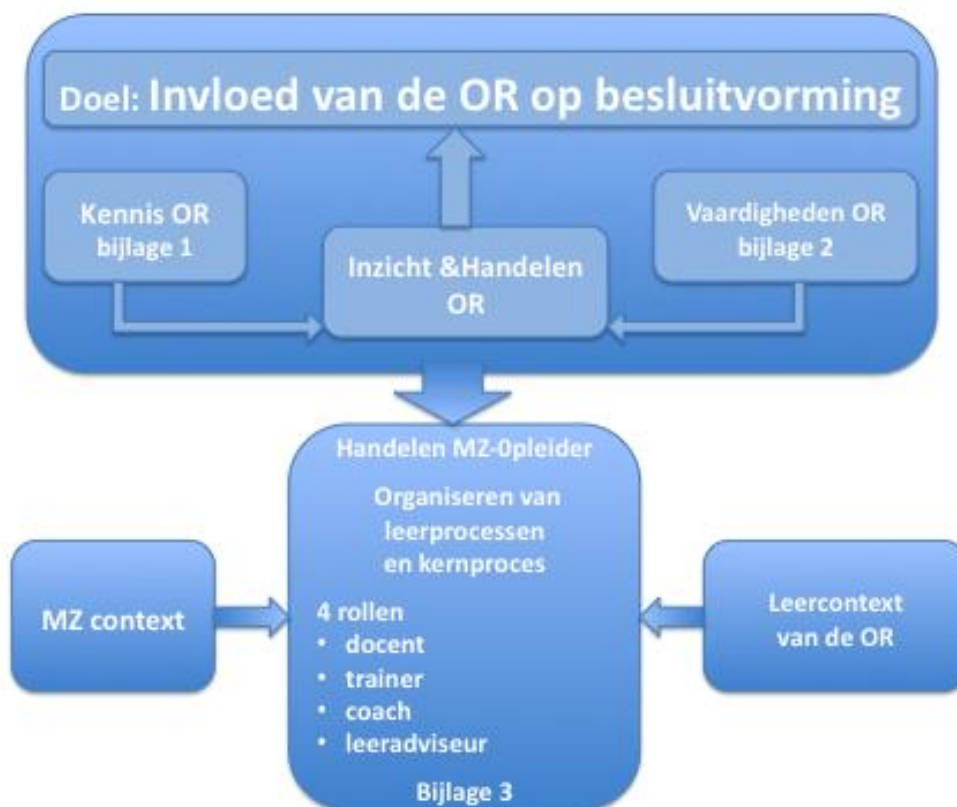 Doel: Invloed van de OR op besluitvorming
Kennis OR
bijlage 1
Vaardigheden OR
bijlage 2
Inzicht &Handelen
OR
Handelen MZ-0pleider
Organiseren van
leerprocessen
en kernproces
4 rollen
• docent
• trainer
• coach
• leeradviseur
Bijlage 3
MZ context
Leercontext
van de OR